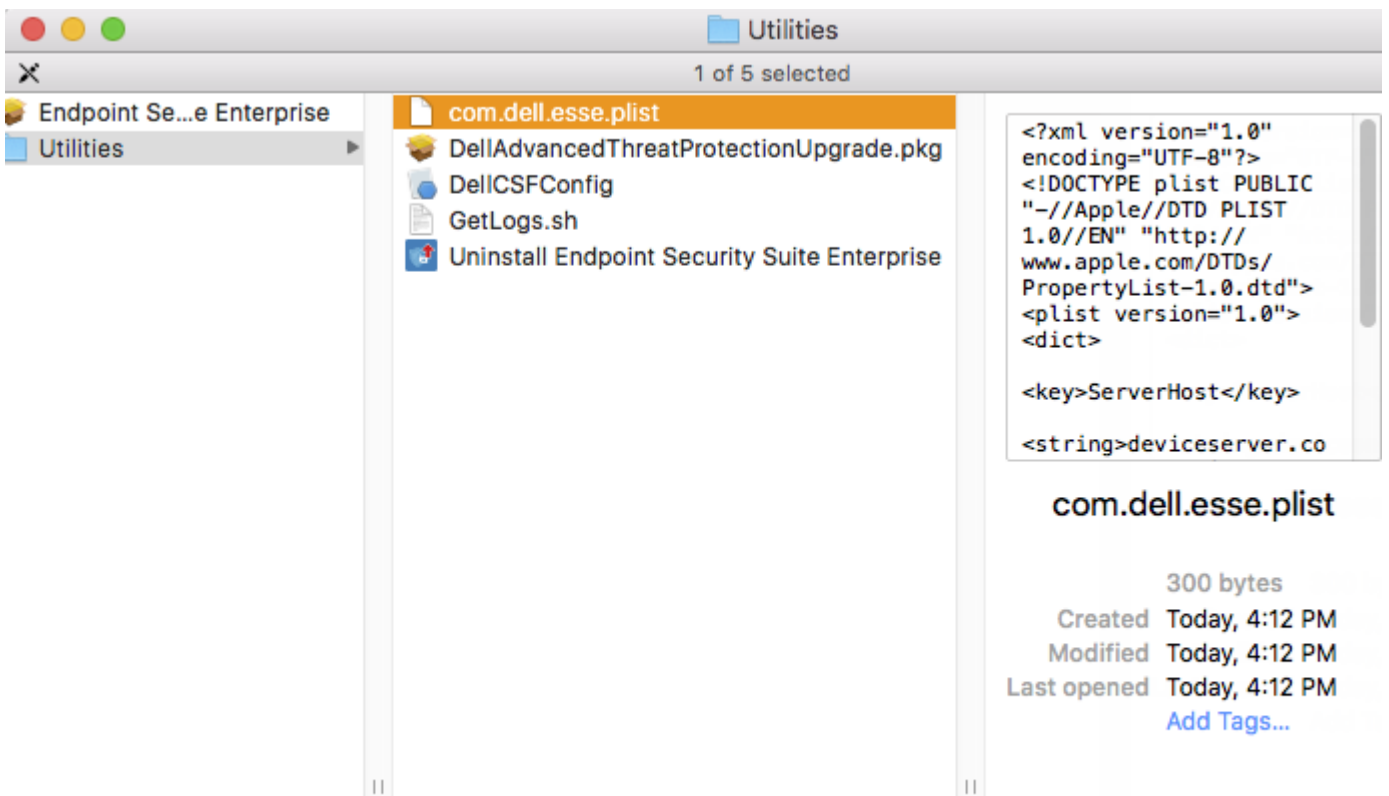 Utilities
1 of 5 selected
Endpoint Se...e Enterprise
Utilities
com.dell.esse.plist
DellAdvancedThreatProtectionUpgrade.pkg
DellCSFConfig
GetLogs.sh
Uninstall Endpoint Security Suite Enterprise
<?xml version="1.0"
encoding="UTF-8"?>
<!DOCTYPE plist PUBLIC
"-//Apple//DTD PLIST
1.0//EN" "http://
www.apple.com/DTDs/
PropertyList-1.0.dtd">
<plist version="1.0">
<dict>
<key>ServerHost</key>
<string>deviceserver.co
com.dell.esse.plist
300 bytes
Created Today, 4:12 PM
Modified Today, 4:12 PM
Last opened Today, 4:12 PM
Add Tags...